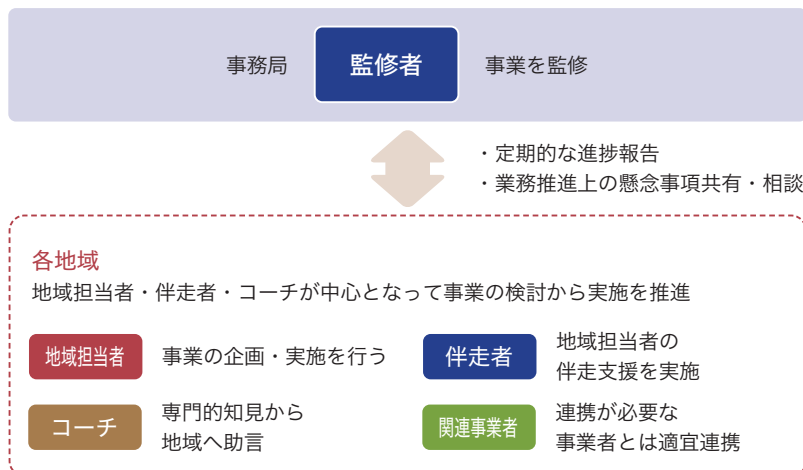 事務局 監修者 事業を監修
・定期的な進捗報告
・業務推進上の懸念事項共有・相談
各地域
地域担当者・伴走者・コーチが中心となって事業の検討から実施を推進
地域担当者 事業の企画・実施を行う
伴走者 地域担当者の
伴走支援を実施
コーチ 専門的知見から
地域へ助言
関連事業者 連携が必要な
事業者とは適宜連携